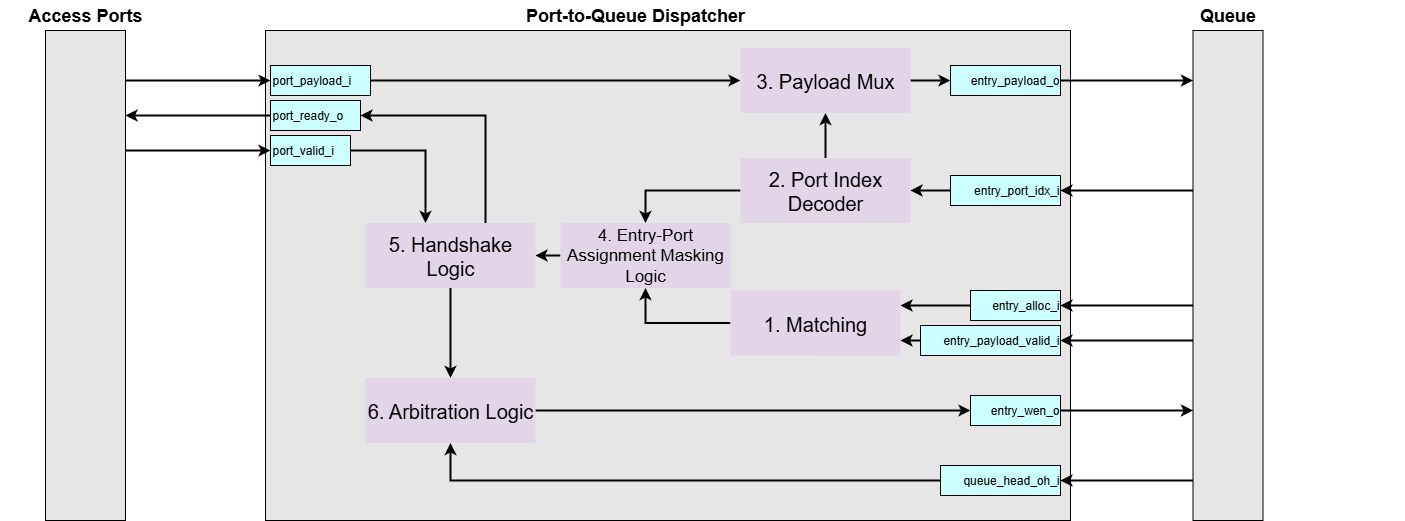 Access Ports
Port-to-Queue Dispatcher
Queue
port_payload_i
3. Payload Mux
entry_payload_o
port_ready_o
port_valid_i
2. Port Index
Decoder
entry_port_idx_i
5. Handshake
Logic
4. Entry-Port
Assignment Masking
Logic
entry_alloc_i
1. Matching
entry_payload_valid_i
6. Arbitration Logic
entry_wen_o
queue_head_oh_i